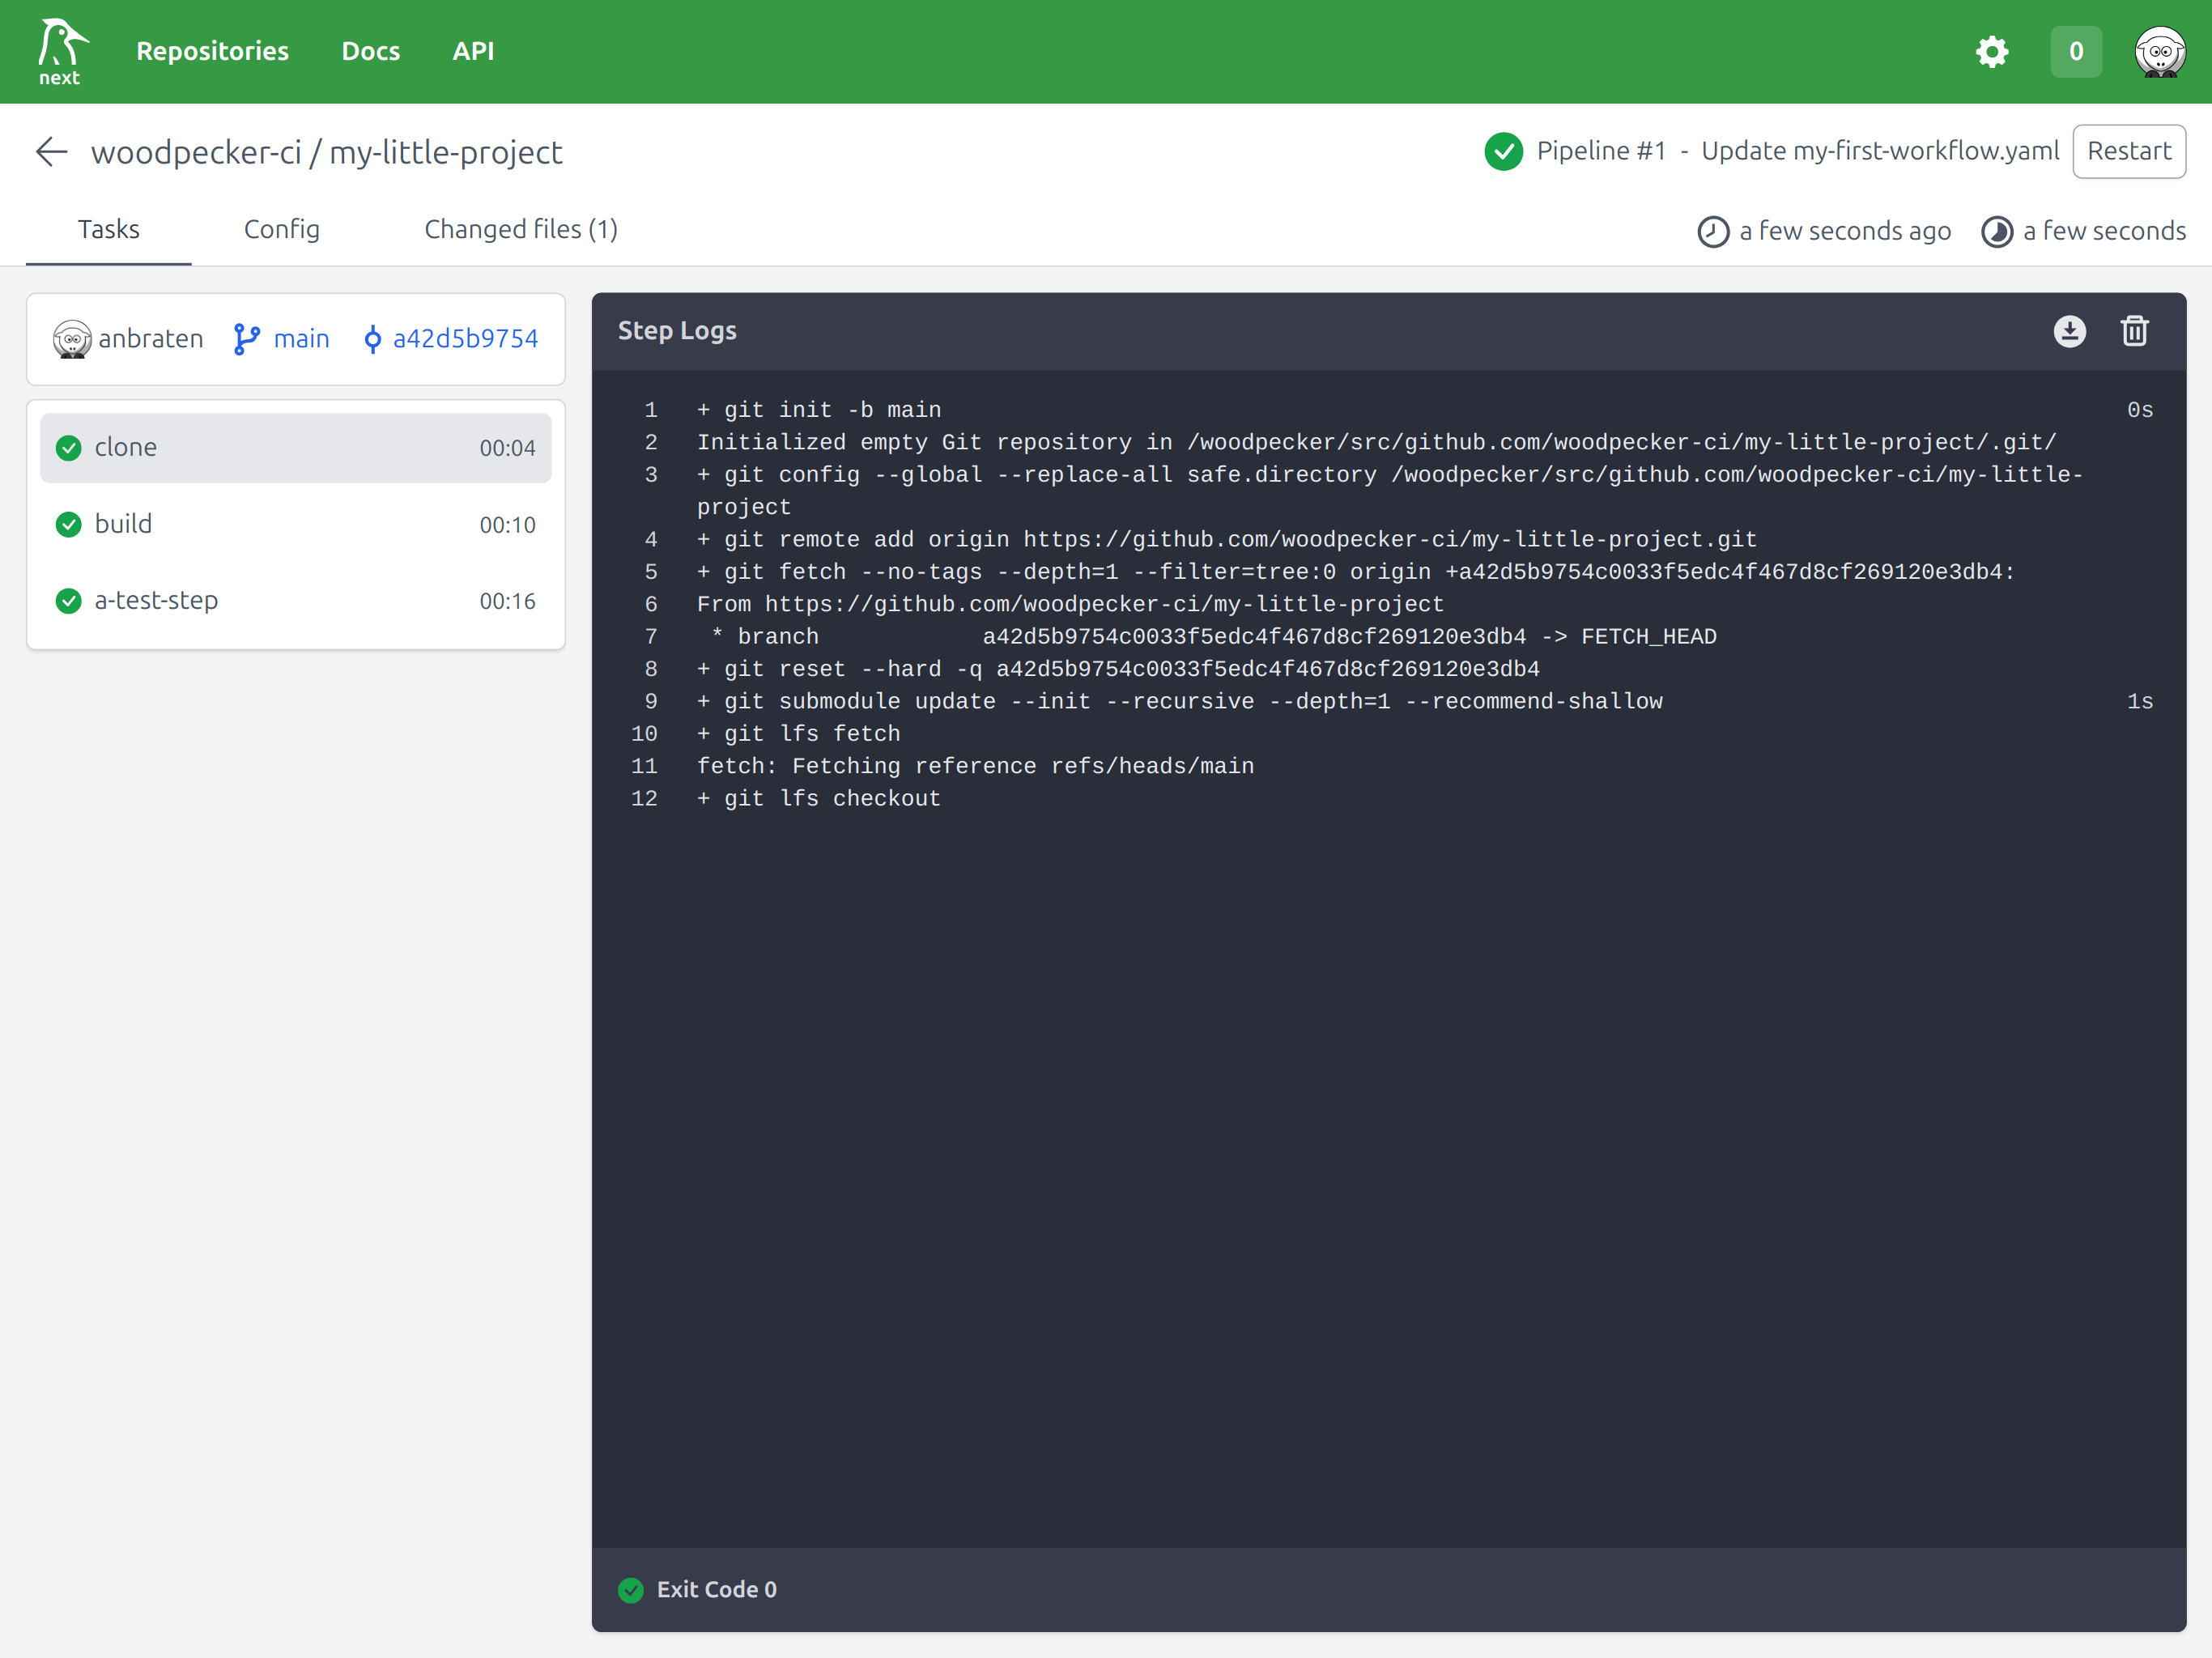 next
Repositories Docs API 0
woodpecker-ci / my-little-project
Pipeline #1 - Update my-first-workflow.yaml Restart
Tasks Config Changed files (1)
a few seconds ago a few seconds
anbraten main a42d5b9754
clone 00:04
build 00:10
a-test-step 00:16
Step Logs
1 + git init -b main 0s
2 Initialized empty Git repository in /woodpecker/src/github.com/woodpecker-ci/my-little-project/.git/
3 + git config --global --replace-all safe.directory /woodpecker/src/github.com/woodpecker-ci/my-little-
project
4 + git remote add origin https://github.com/woodpecker-ci/my-little-project.git
5 + git fetch --no-tags --depth=1 --filter=tree:0 origin +a42d5b9754c0033f5edc4f467d8cf269120e3db4:
6 From https://github.com/woodpecker-ci/my-little-project
7 * branch a42d5b9754c0033f5edc4f467d8cf269120e3db4 -> FETCH_HEAD
8 + git reset --hard -q a42d5b9754c0033f5edc4f467d8cf269120e3db4
9 + git submodule update --init --recursive --depth=1 --recommend-shallow 1s
10 + git lfs fetch
11 fetch: Fetching reference refs/heads/main
12 + git lfs checkout
Exit Code 0